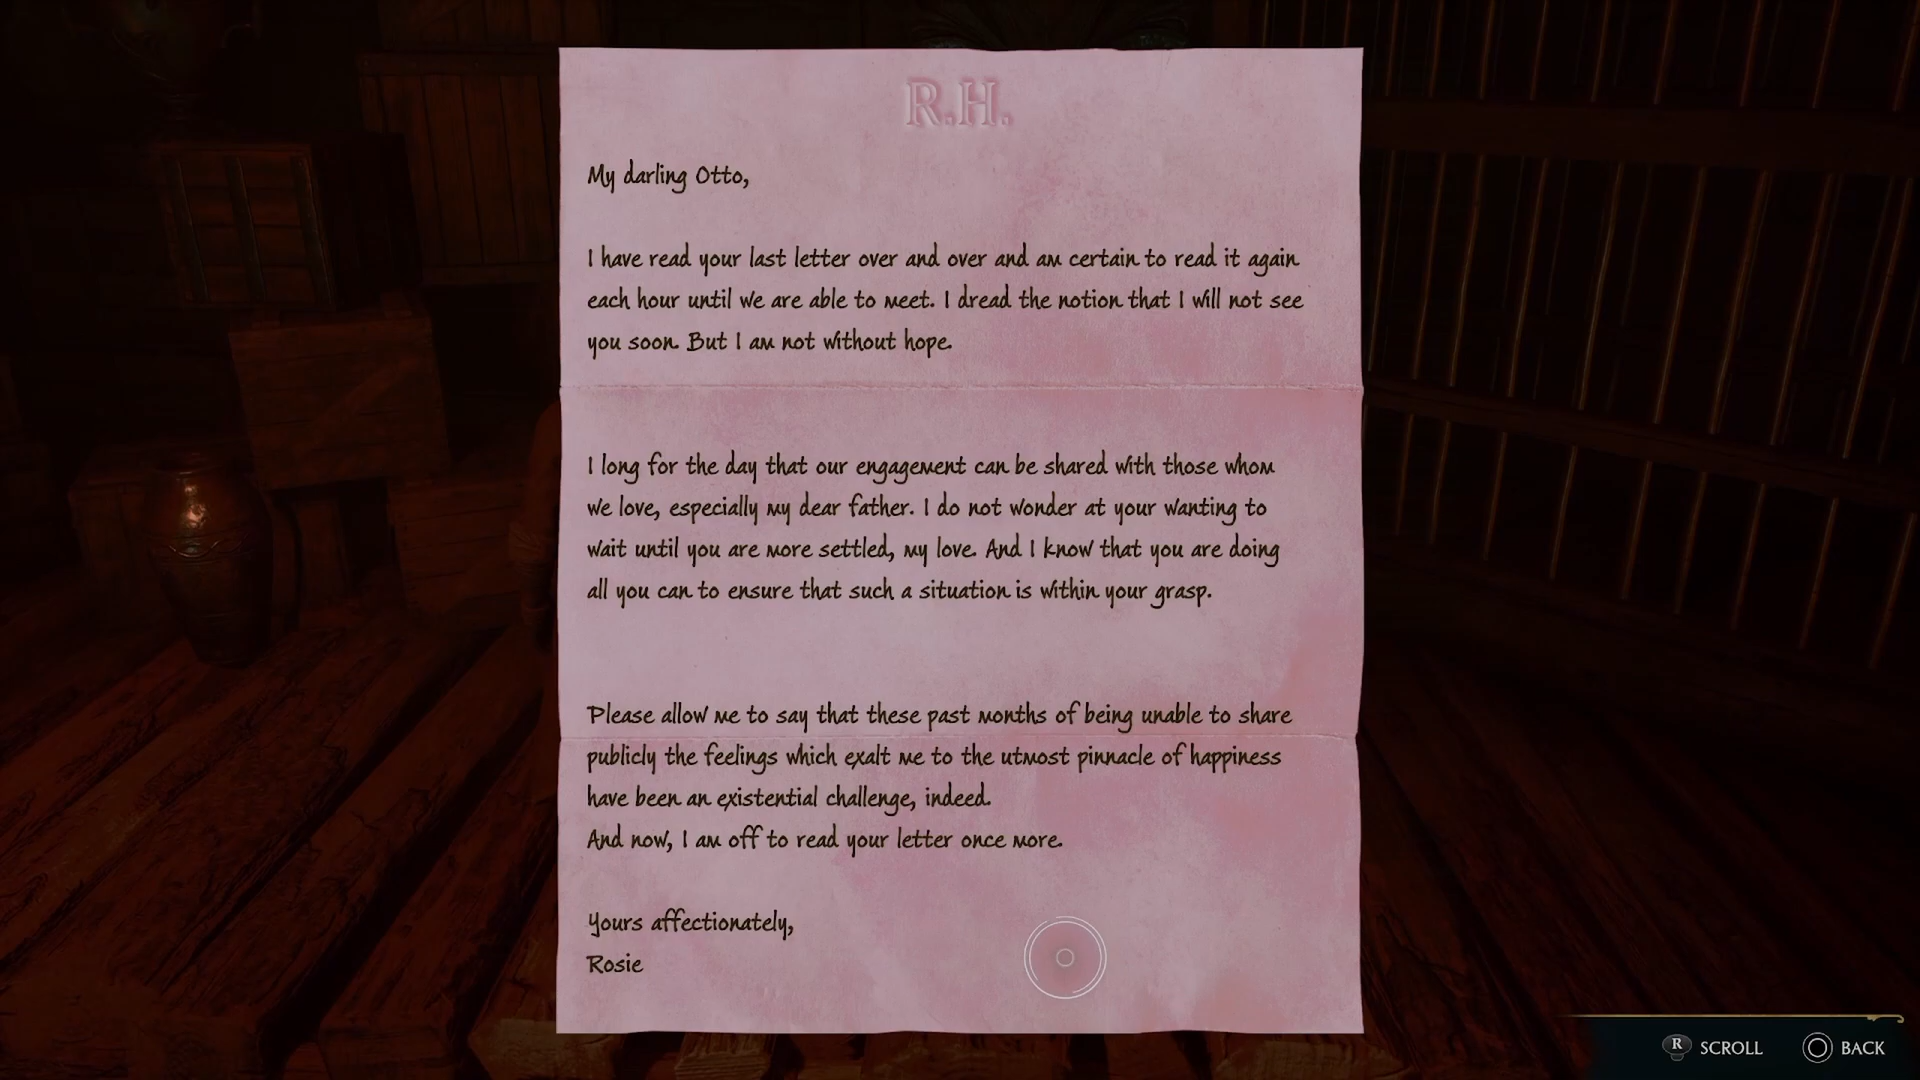 R.H.
My darling Otto,
I have read your last letter over and over and am certain to read it again
each hour until we are able to meet. I dread the notion that I will not see
you soon. But I am not without hope.
I long for the day that our engagement can be shared with those whom
we love, especially my dear father. I do not wonder at your wanting to
wait until you are more settled, my love. And I know that you are doing
all you can to ensure that such a situation is within your grasp.
Please allow me to say that these past months of being unable to share
publicly the feelings which exalt me to the utmost pinnacle of happiness
have been an existential challenge, indeed.
And now, I am off to read your letter once more.
Yours affectionately,
Rosie
R SCROLL BACK